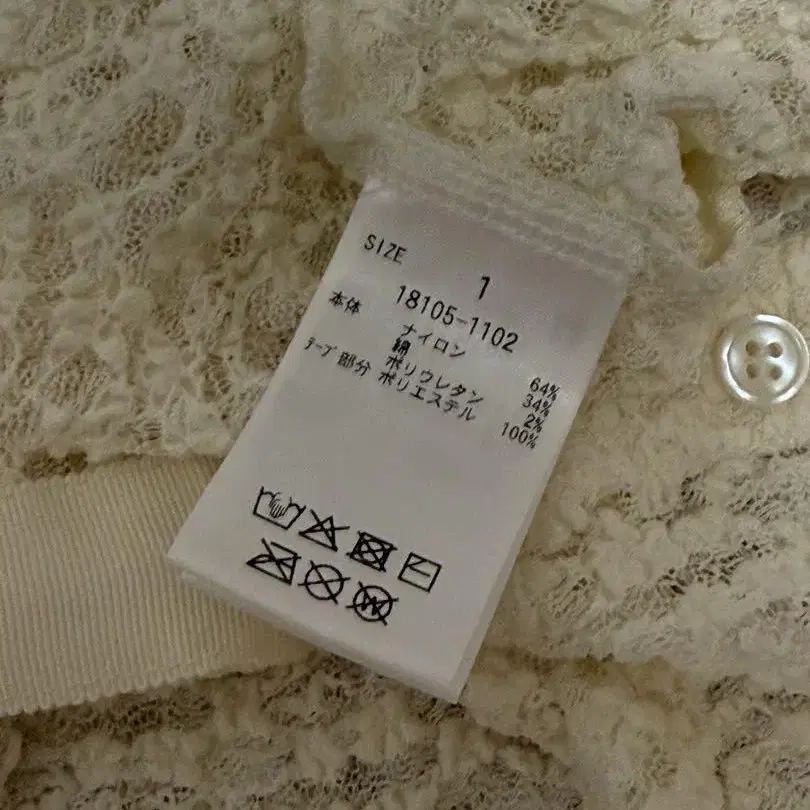 SIZE 1
18105-1102
本体 ナイロン 64%
綿 34%
ポリウレタン 2%
テープ部分 ポリエステル 100%